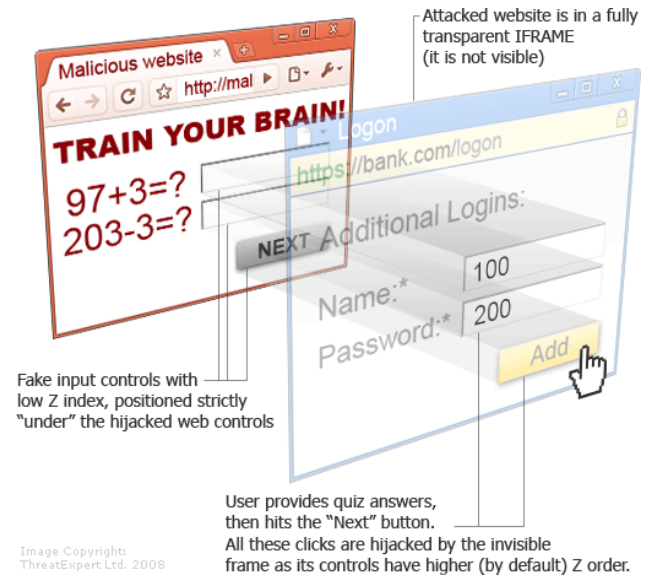 Attacked website is in a fully
transparent IFRAME
(it is not visible)
Malicious website
http://mal
TRAIN YOUR BRAIN!
97+3=?
203-3=?
NEXT
Logon
https://bank.com/logon
Additional Logins:
Name:* 100
Password:* 200
Add
Fake input controls with
low Z index, positioned strictly
“under” the hijacked web controls
User provides quiz answers,
then hits the “Next” button.
All these clicks are hijacked by the invisible
frame as its controls have higher (by default) Z order.
Image Copyright:
ThreatExpert Ltd. 2008